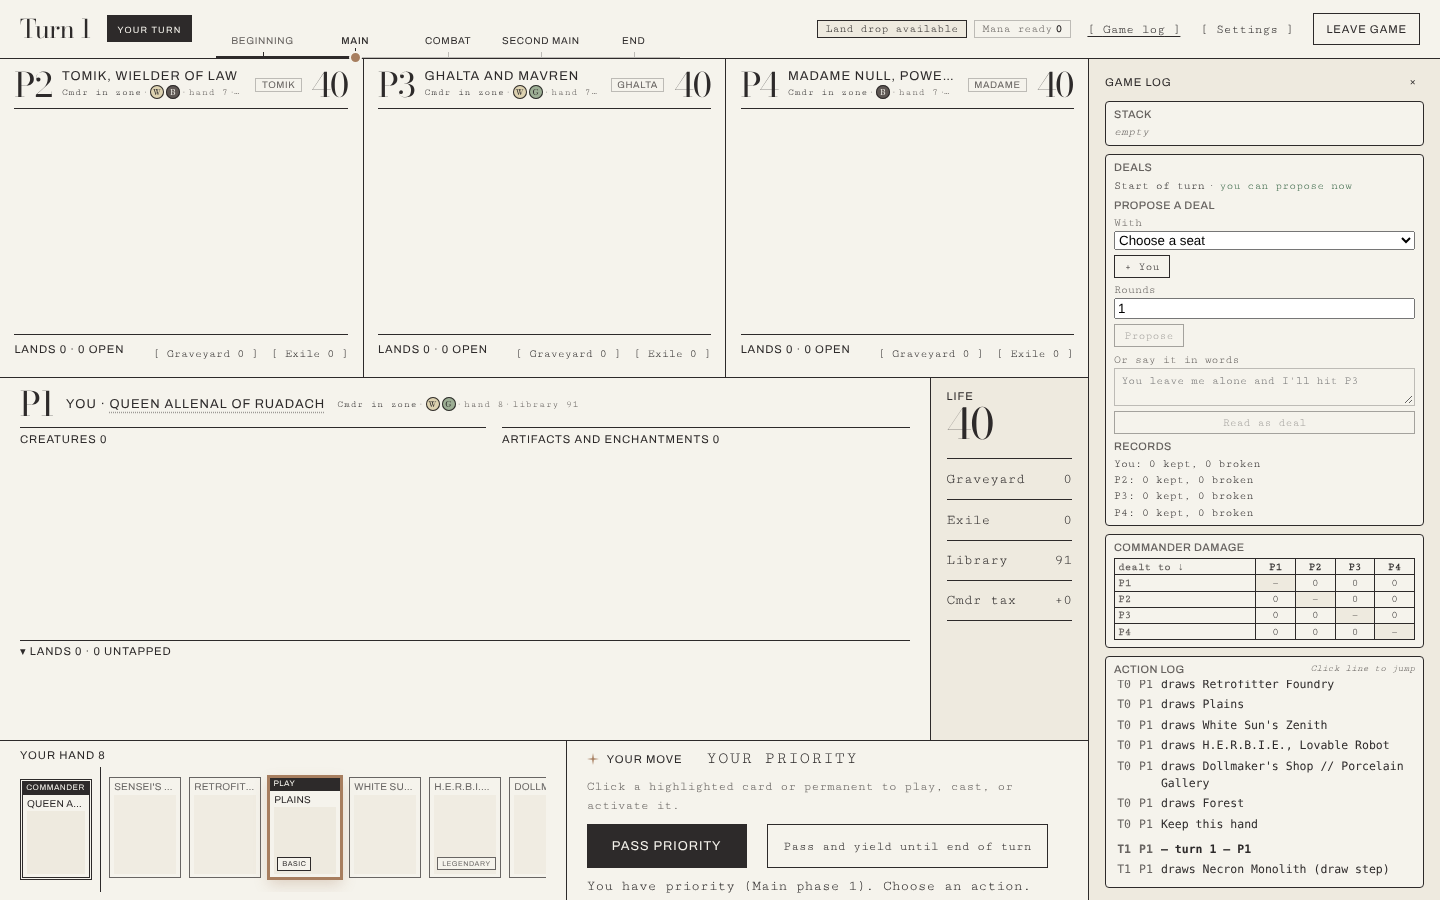 Turn 1
YOUR TURN
BEGINNING
MAIN
COMBAT
SECOND MAIN
END
Land drop available
Mana ready 0
[ Game log ]
[ Settings ]
LEAVE GAME
P2
TOMIK, WIELDER OF LAW
Cmdr in zone · W B · hand 7 ·…
TOMIK
40
LANDS 0 · 0 OPEN
[ Graveyard 0 ]
[ Exile 0 ]
P3
GHALTA AND MAVREN
Cmdr in zone · W G · hand 7…
GHALTA
40
LANDS 0 · 0 OPEN
[ Graveyard 0 ]
[ Exile 0 ]
P4
MADAME NULL, POWE...
Cmdr in zone · B · hand 7 ·…
MADAME
40
LANDS 0 · 0 OPEN
[ Graveyard 0 ]
[ Exile 0 ]
P1
YOU · QUEEN ALLENAL OF RUADACH
Cmdr in zone · W G · hand 8 · library 91
CREATURES 0
ARTIFACTS AND ENCHANTMENTS 0
▾ LANDS 0 · 0 UNTAPPED
LIFE
40
Graveyard 0
Exile 0
Library 91
Cmdr tax +0
YOUR HAND 8
COMMANDER
QUEEN A...
SENSEI'S ...
RETROFIT...
PLAY
PLAINS
BASIC
WHITE SU...
H.E.R.B.I....
LEGENDARY
DOLLM
YOUR MOVE
YOUR PRIORITY
Click a highlighted card or permanent to play, cast, or
activate it.
PASS PRIORITY
Pass and yield until end of turn
You have priority (Main phase 1). Choose an action.
GAME LOG
×
STACK
empty
DEALS
Start of turn · you can propose now
PROPOSE A DEAL
With
Choose a seat
+ You
Rounds
1
Propose
Or say it in words
You leave me alone and I'll hit P3
Read as deal
RECORDS
You: 0 kept, 0 broken
P2: 0 kept, 0 broken
P3: 0 kept, 0 broken
P4: 0 kept, 0 broken
COMMANDER DAMAGE
dealt to ↓ P1 P2 P3 P4
P1 – 0 0 0
P2 0 – 0 0
P3 0 0 – 0
P4 0 0 0 –
ACTION LOG
Click line to jump
T0 P1 draws Retrofitter Foundry
T0 P1 draws Plains
T0 P1 draws White Sun's Zenith
T0 P1 draws H.E.R.B.I.E., Lovable Robot
T0 P1 draws Dollmaker's Shop // Porcelain
Gallery
T0 P1 draws Forest
T0 P1 Keep this hand
T1 P1 — turn 1 — P1
T1 P1 draws Necron Monolith (draw step)